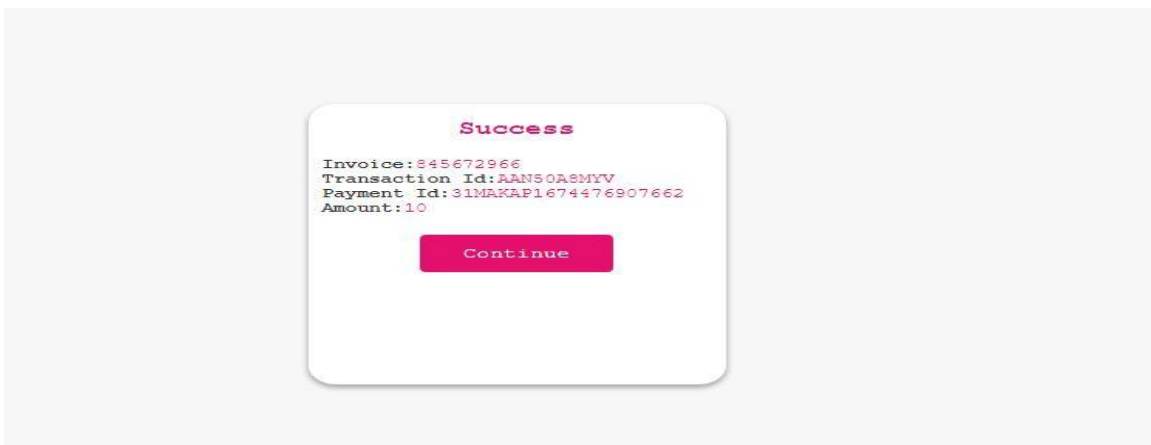 Success
Invoice:845672966
Transaction Id:AAN50A8MYV
Payment Id:31MAKAP1674476907662
Amount:10
Continue